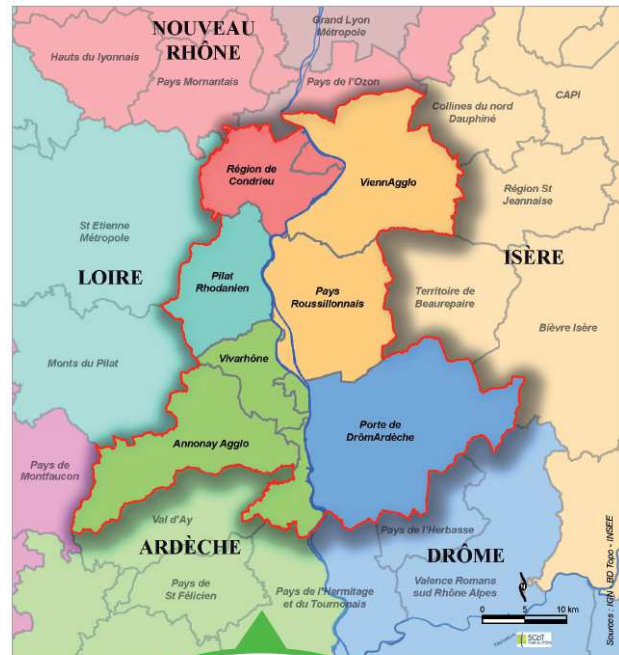 NOUVEAU
RHÔNE
Grand Lyon
Métropole
Hauts du lyonnais
Pays Mornantais
Pays de l'Ozon
Collines du nord
Dauphiné
CAPI
Région de
Condrieu
ViennAgglo
Région St
Jeannaise
St Etienne
Métropole
LOIRE
Pilat
Rhodanien
Pays
Roussillonnais
Territoire de
Beaurepaire
ISÈRE
Bièvre Isère
Monts du Pilat
Vivarhône
Annonay Agglo
Porte de
DrômArdèche
Pays de
Montfaucon
Val d'Ay
ARDÈCHE
Pays de l'Herbasse
DRÔME
Pays de
St Félicien
Pays de l'Hermitage
et du Tournonais
Valence Romans
sud Rhône Alpes
0 5 10 km
SCoT
Sources : IGN - BD Topo - INSEE